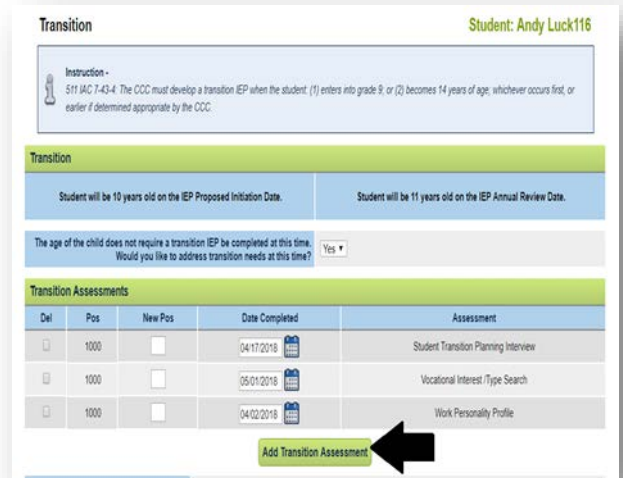 Transition
Student: Andy Luck116
Instruction -
511 IAC 7-43-4: The CCC must develop a transition IEP when the student: (1) enters into grade 9; or (2) becomes 14 years of age; whichever occurs first, or
earlier if determined appropriate by the CCC.
Transition
Student will be 10 years old on the IEP Proposed Initiation Date.
Student will be 11 years old on the IEP Annual Review Date.
The age of the child does not require a transition IEP be completed at this time. Yes
Would you like to address transition needs at this time?
Transition Assessments
Del Pos New Pos Date Completed Assessment
1000 04/17/2018 Student Transition Planning Interview
1000 05/01/2018 Vocational Interest /Type Search
1000 04/02/2018 Work Personality Profile
Add Transition Assessment